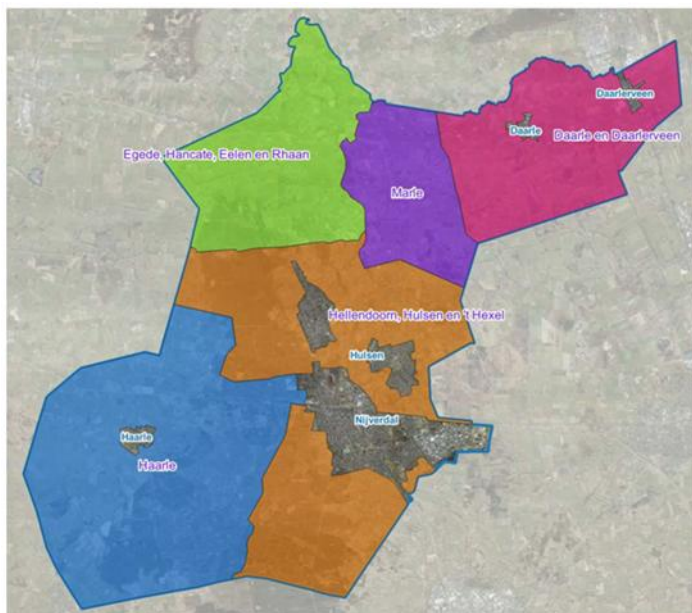 Daarlerveen
Daarle
Daarle en Daarlerveen
Egede, Hancate, Eelen en Rhaan
Marle
Hellendoorn, Hulsen en 't Hexel
Hulsen
Nijverdal
Haarle
Haarle